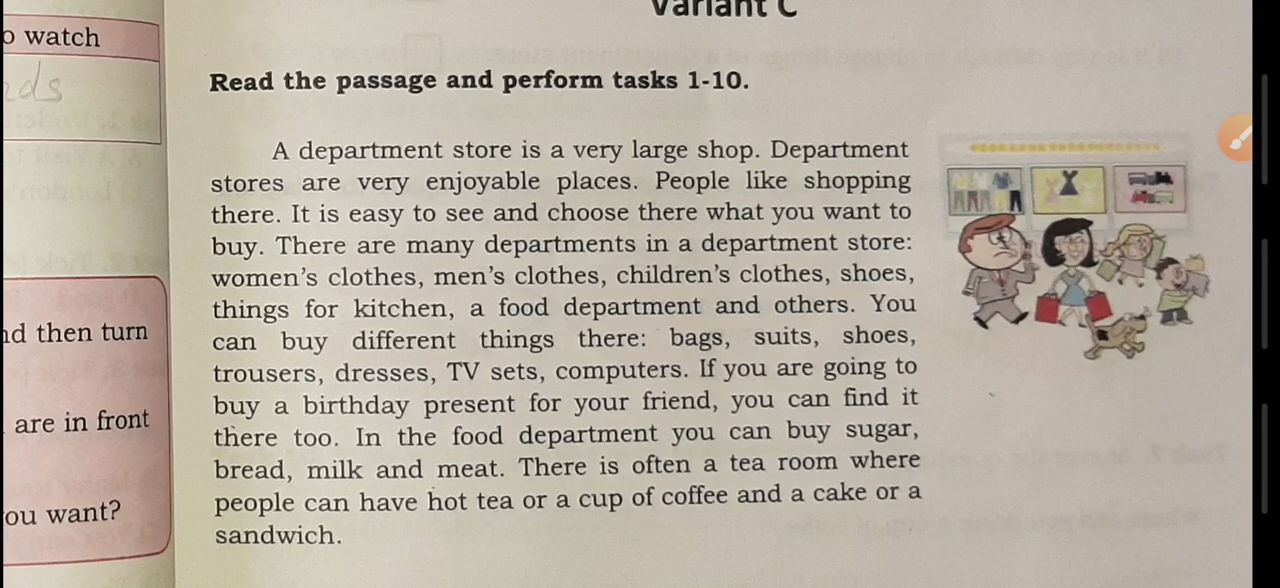 Variant C
o watch
Read the passage and perform tasks 1-10.
A department store is a very large shop. Department
stores are very enjoyable places. People like shopping
there. It is easy to see and choose there what you want to
buy. There are many departments in a department store:
women's clothes, men's clothes, children's clothes, shoes,
things for kitchen, a food department and others. You
can buy different things there: bags, suits, shoes,
trousers, dresses, TV sets, computers. If you are going to
buy a birthday present for your friend, you can find it
there too. In the food department you can buy sugar,
bread, milk and meat. There is often a tea room where
people can have hot tea or a cup of coffee and a cake or a
sandwich.
nd then turn
are in front
ou want?